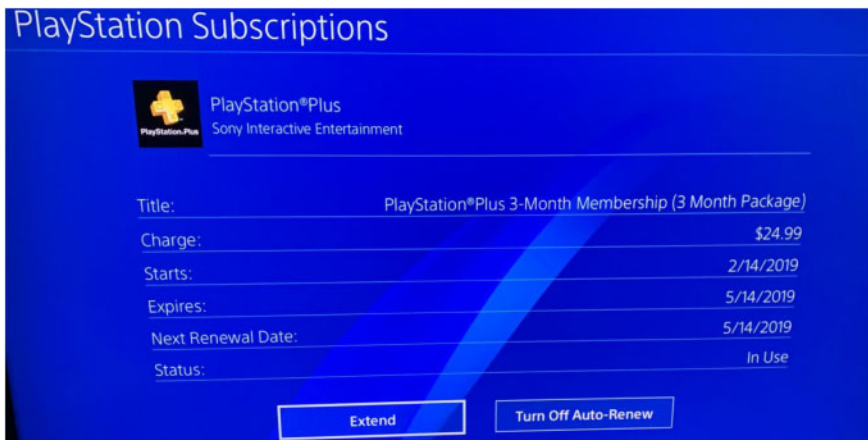 PlayStation Subscriptions
PlayStation®Plus
PlayStation.Plus
Sony Interactive Entertainment
Title: PlayStation®Plus 3-Month Membership (3 Month Package)
Charge: $24.99
Starts: 2/14/2019
Expires: 5/14/2019
Next Renewal Date: 5/14/2019
Status: In Use
Extend Turn Off Auto-Renew